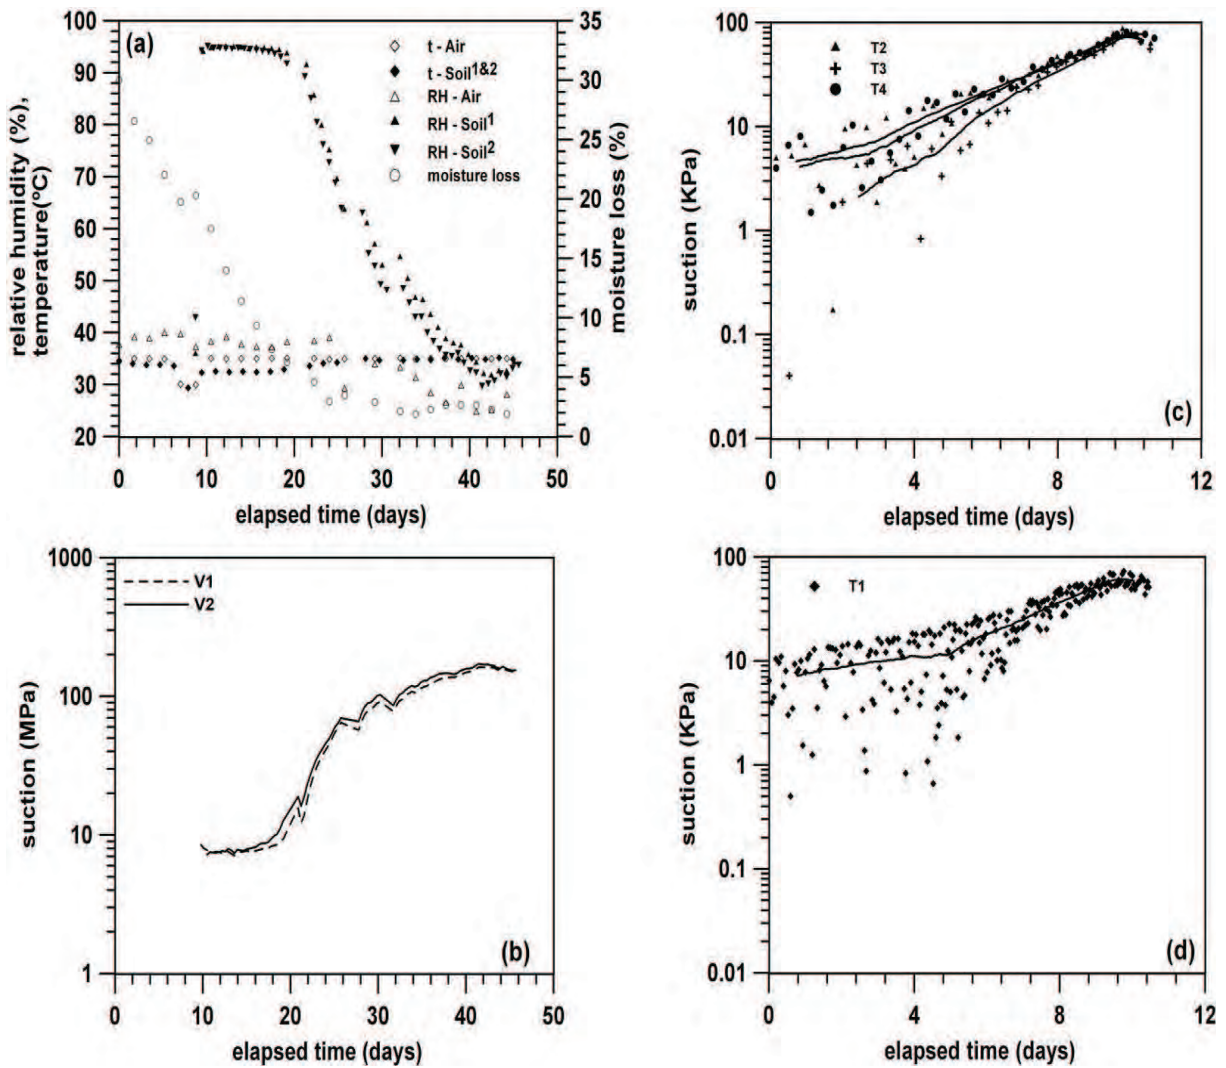 (a)
100
90
80
70
60
50
40
30
20
relative humidity (%),
temperature(°C)
35
30
25
20
15
10
5
0
moisture loss (%)
t - Air
t - Soil1&2
RH - Air
RH - Soil1
RH - Soil2
moisture loss
0 10 20 30 40 50
elapsed time (days)
100
10
1
0.1
0.01
suction (KPa)
T2
T3
T4
(c)
0 4 8 12
elapsed time (days)
1000
100
10
1
suction (MPa)
V1
V2
(b)
0 10 20 30 40 50
elapsed time (days)
100
10
1
0.1
0.01
suction (KPa)
T1
(d)
0 4 8 12
elapsed time (days)